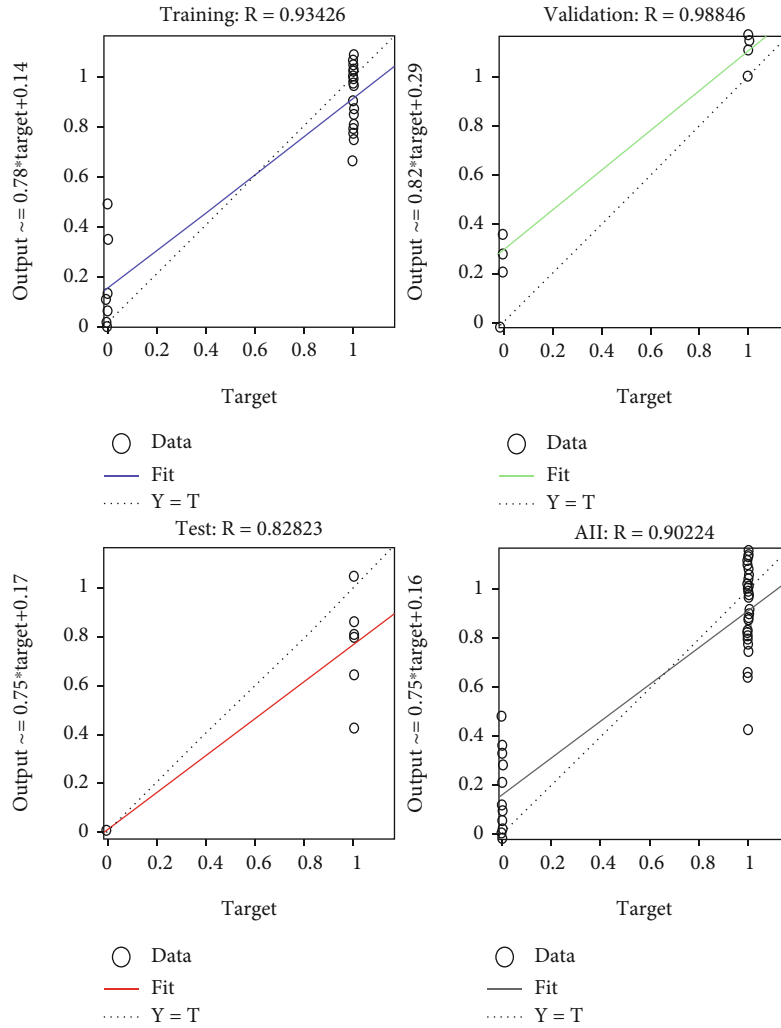 Training: R = 0.93426
Output ~= 0.78*target+0.14
1
0.8
0.6
0.4
0.2
0
0 0.2 0.4 0.6 0.8 1
Target
Data
Fit
Y = T
Validation: R = 0.98846
Output ~= 0.82*target+0.29
1
0.8
0.6
0.4
0.2
0
0 0.2 0.4 0.6 0.8 1
Target
Data
Fit
Y = T
Test: R = 0.82823
Output ~= 0.75*target+0.17
1
0.8
0.6
0.4
0.2
0
0 0.2 0.4 0.6 0.8 1
Target
Data
Fit
Y = T
AII: R = 0.90224
Output ~= 0.75*target+0.16
1
0.8
0.6
0.4
0.2
0
0 0.2 0.4 0.6 0.8 1
Target
Data
Fit
Y = T